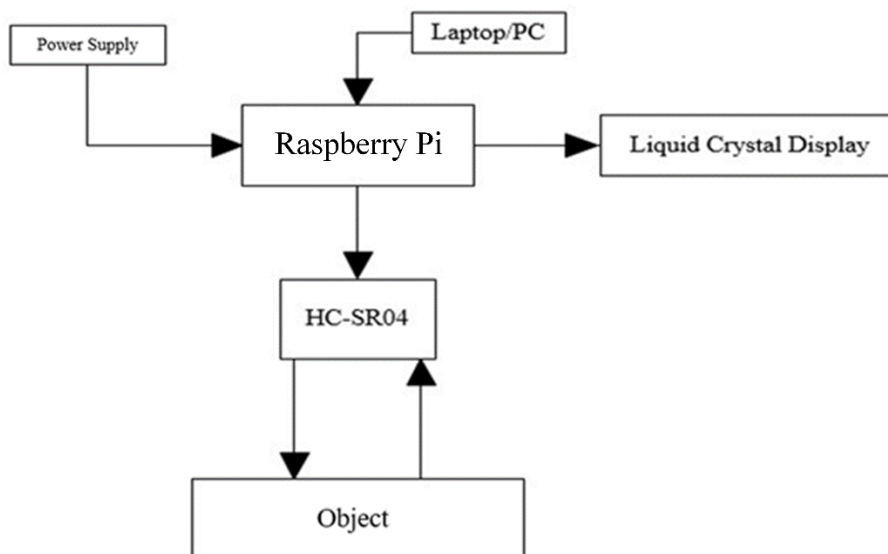 Power Supply
Laptop/PC
Raspberry Pi
Liquid Crystal Display
HC-SR04
Object